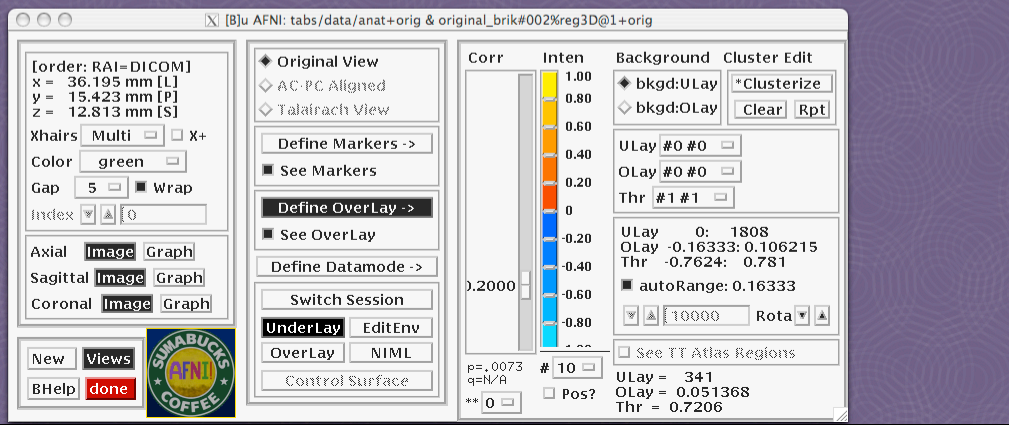 [B]u AFNI: tabs/data/anat+orig & original_brik#002%reg3D@1+orig
[order: RAI=DICOM]
x = 36.195 mm [L]
y = 15.423 mm [P]
z = 12.813 mm [S]
Xhairs Multi X+
Color green
Gap 5 Wrap
Index 0
Axial Image Graph
Sagittal Image Graph
Coronal Image Graph
New Views
BHelp done
SUMABUCKS
AFNI
COFFEE
Original View
AC-PC Aligned
Talairach View
Define Markers ->
See Markers
Define OverLay ->
See OverLay
Define Datamode ->
Switch Session
UnderLay EditEnv
OverLay NIML
Control Surface
Corr Inten
0.2000
1.00
0.80
0.60
0.40
0.20
0
-0.20
-0.40
-0.60
-0.80
-1.00
p=.0073
q=N/A
** 0
# 10
Pos?
Background Cluster Edit
bkgd:ULay *Clusterize
bkgd:OLay Clear Rpt
ULay #0 #0
OLay #0 #0
Thr #1 #1
ULay 0: 1808
OLay -0.16333: 0.106215
Thr -0.7624: 0.781
autoRange: 0.16333
10000 Rota
See TT Atlas Regions
ULay = 341
OLay = 0.051368
Thr = 0.7206